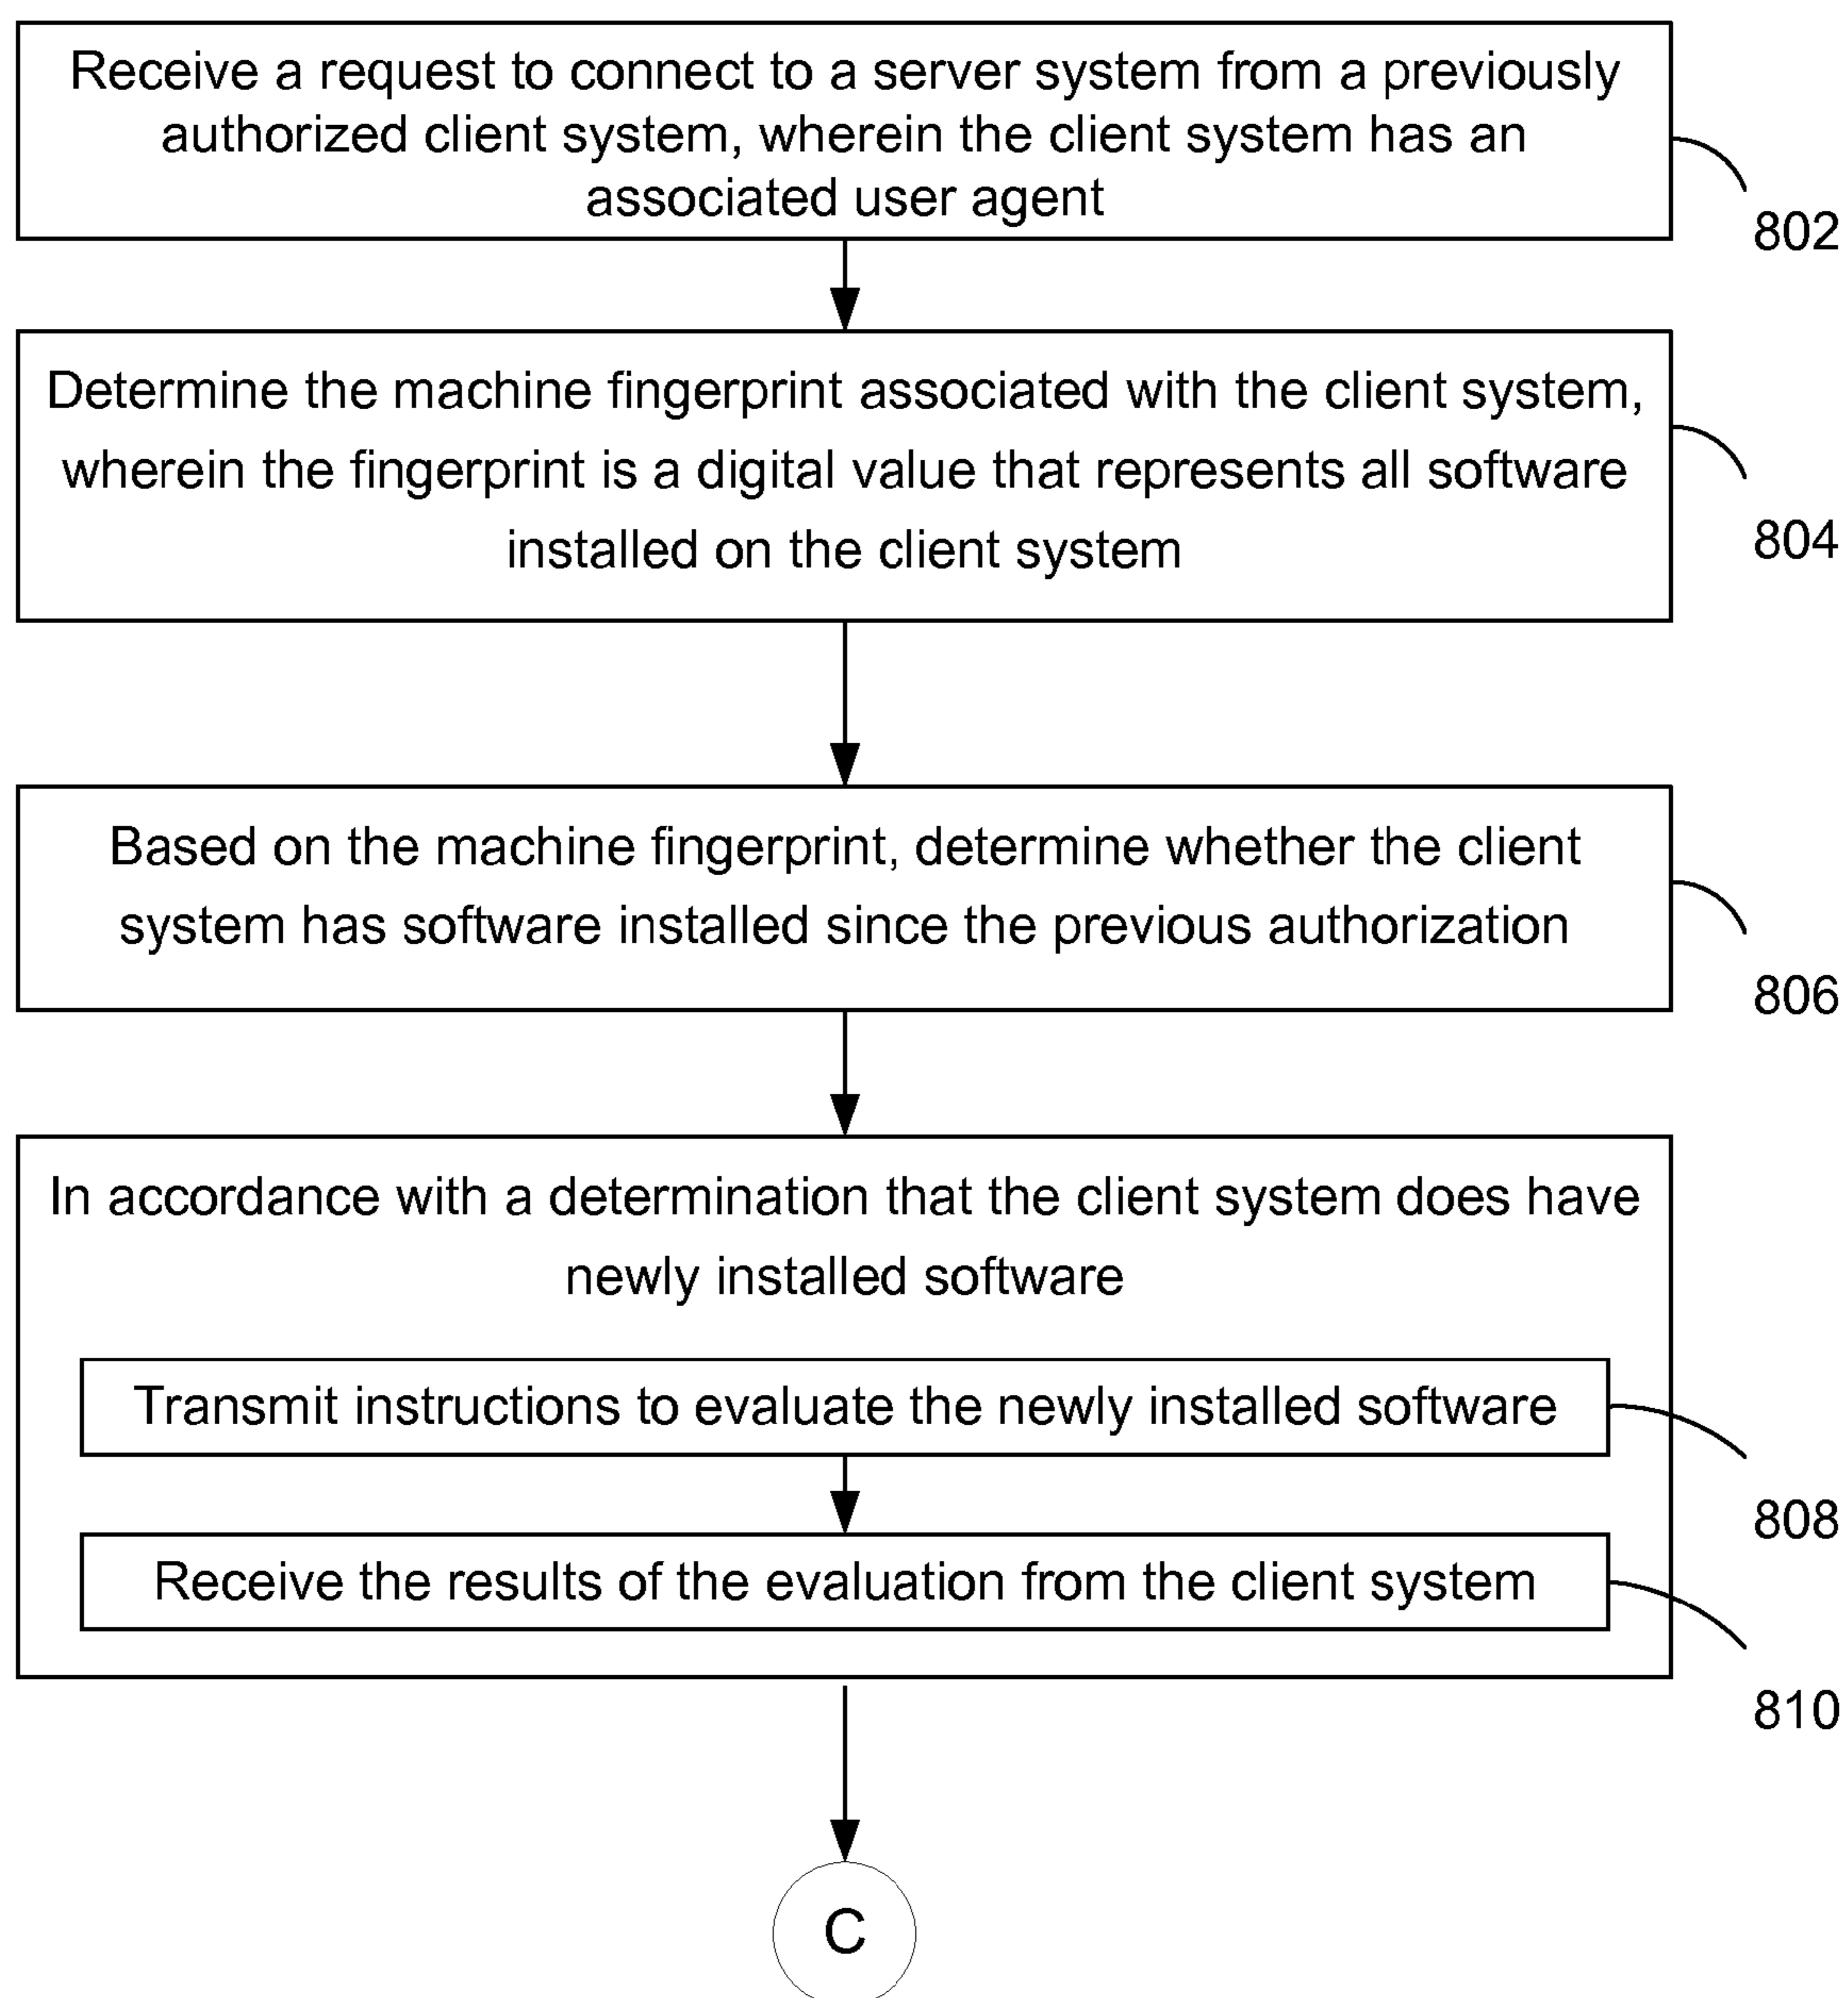 Receive a request to connect to a server system from a previously
authorized client system, wherein the client system has an
associated user agent
802
Determine the machine fingerprint associated with the client system,
wherein the fingerprint is a digital value that represents all software
installed on the client system
804
Based on the machine fingerprint, determine whether the client
system has software installed since the previous authorization
806
In accordance with a determination that the client system does have
newly installed software
Transmit instructions to evaluate the newly installed software
808
Receive the results of the evaluation from the client system
810
C